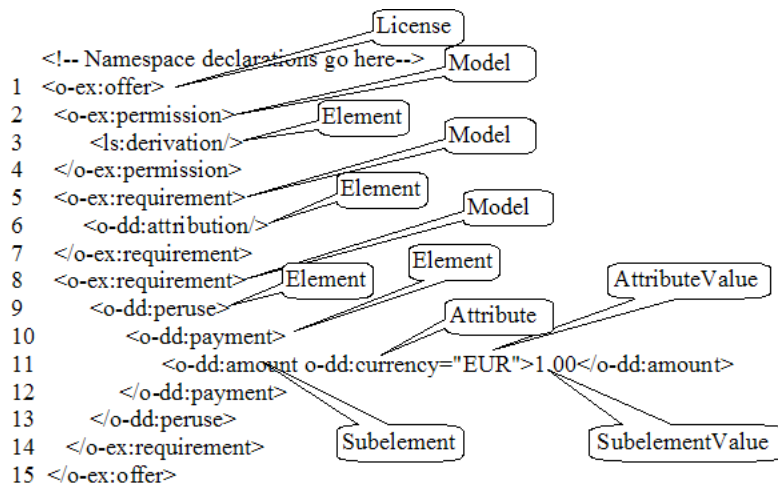 License
<!-- Namespace declarations go here-->
Model
1 <o-ex:offer>
2 <o-ex:permission>
Element
3 <ls:derivation/>
Model
4 </o-ex:permission>
5 <o-ex:requirement>
Element
6 <o-dd:attribution/>
Model
7 </o-ex:requirement>
8 <o-ex:requirement>
Element
Element
AttributeValue
9 <o-dd:peruse>
Attribute
10 <o-dd:payment>
11 <o-dd:amount o-dd:currency="EUR">1.00</o-dd:amount>
12 </o-dd:payment>
13 </o-dd:peruse>
Subelement
SubelementValue
14 </o-ex:requirement>
15 </o-ex:offer>